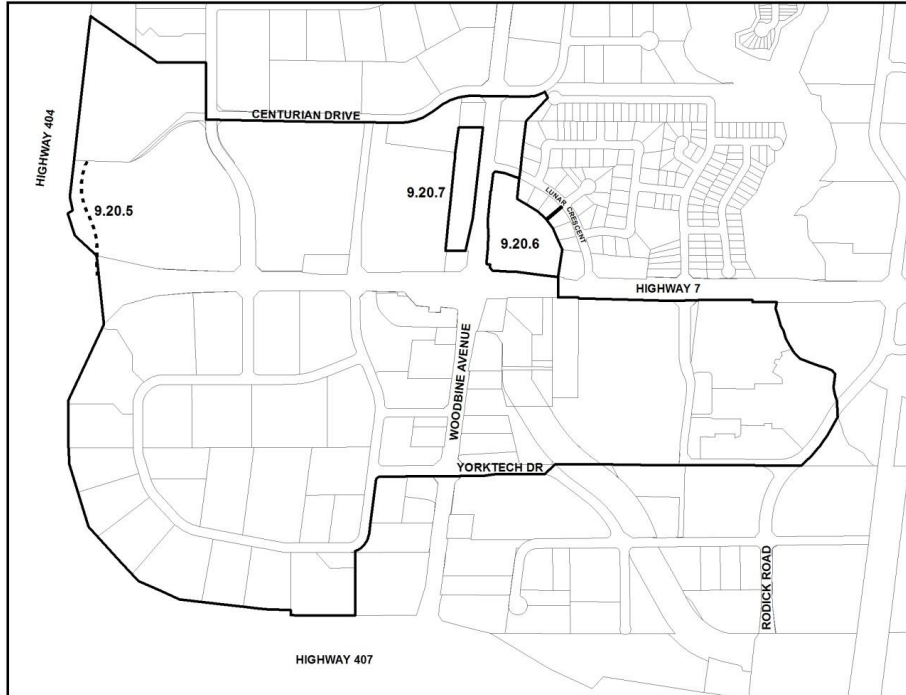 CENTURIAN DRIVE
HIGHWAY 404
9.20.7
9.20.5
LUNAR CRESCENT
9.20.6
HIGHWAY 7
WOODBINE AVENUE
YORKTECH DR
RODICK ROAD
HIGHWAY 407